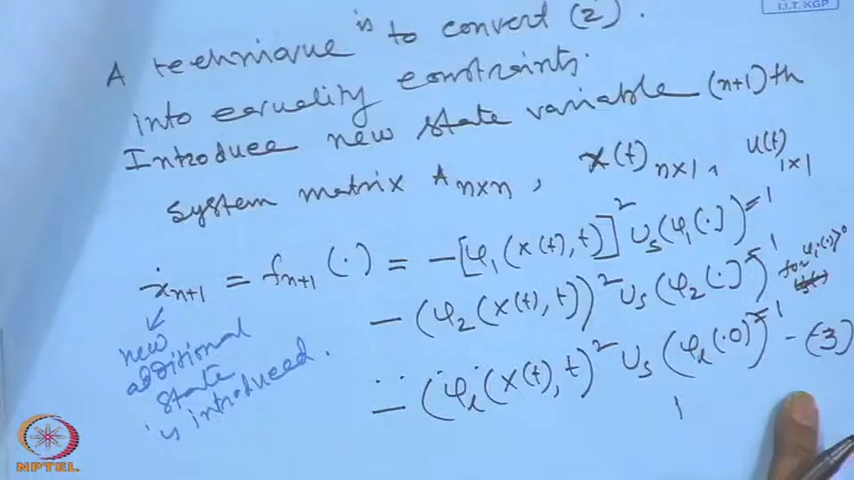 I.I.T. KGP
A technique is to convert (2).
into equality constraints.
Introduce new state variable (n+1)th
system matrix A n×n , x(t) n×1 , u(t) 1×1
ẋn+1 = fn+1 (·) = -[φ1(x(t),t)]² Us(φ1(·)) = 1
- (φ2(x(t),t))² Us(φ2(·)) = 1
for φi(·)>0
- (φl(x(t),t))² Us(φl(·)) = 1 - (3)
new
additional
state
is introduced.
NPTEL